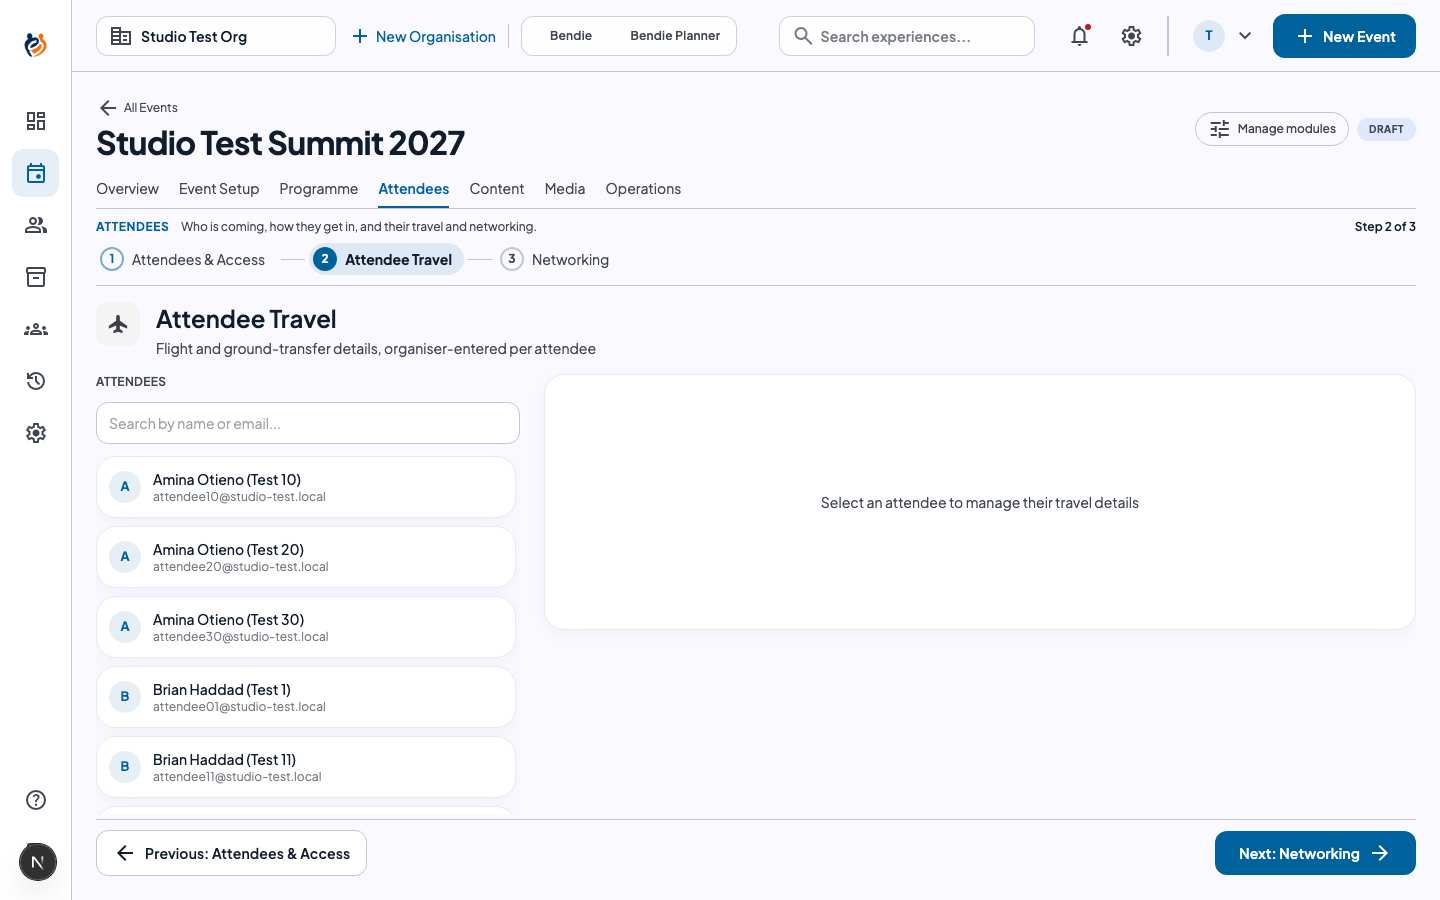 Studio Test Org
New Organisation
Bendie
Bendie Planner
Search experiences...
T
New Event
All Events
Studio Test Summit 2027
Manage modules
DRAFT
Overview
Event Setup
Programme
Attendees
Content
Media
Operations
ATTENDEES
Who is coming, how they get in, and their travel and networking.
Step 2 of 3
1
Attendees & Access
2
Attendee Travel
3
Networking
Attendee Travel
Flight and ground-transfer details, organiser-entered per attendee
ATTENDEES
Search by name or email...
A
Amina Otieno (Test 10)
attendee10@studio-test.local
A
Amina Otieno (Test 20)
attendee20@studio-test.local
A
Amina Otieno (Test 30)
attendee30@studio-test.local
B
Brian Haddad (Test 1)
attendee01@studio-test.local
B
Brian Haddad (Test 11)
attendee11@studio-test.local
Select an attendee to manage their travel details
N
Previous: Attendees & Access
Next: Networking